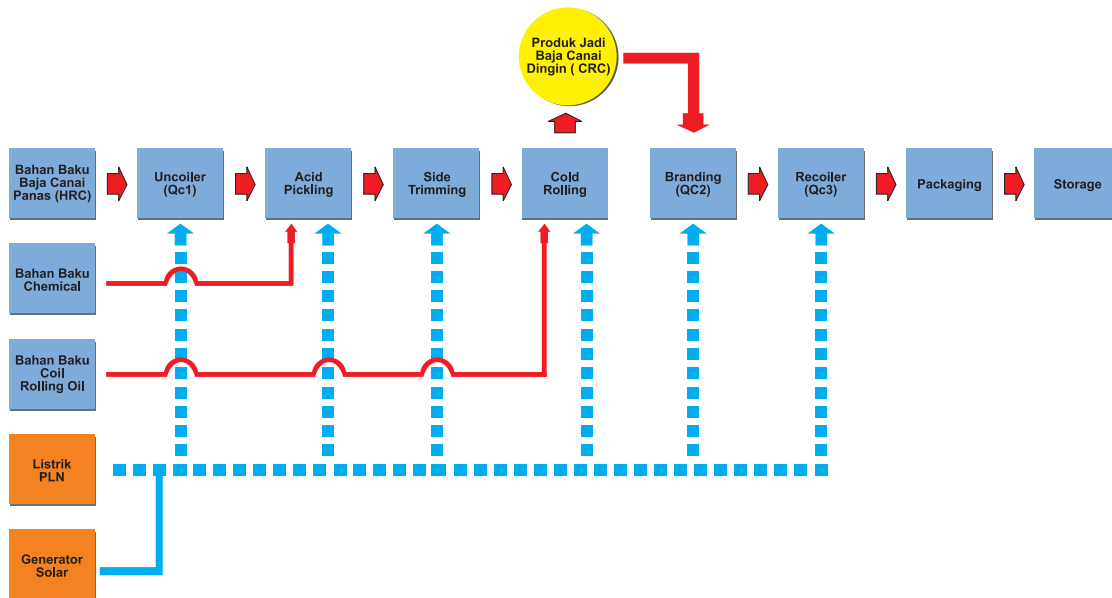 Produk Jadi
Baja Canai
Dingin ( CRC)
Bahan Baku
Baja Canai
Panas (HRC)
Uncoiler
(Qc1)
Acid
Pickling
Side
Trimming
Cold
Rolling
Branding
(QC2)
Recoiler
(Qc3)
Packaging
Storage
Bahan Baku
Chemical
Bahan Baku
Coil
Rolling Oil
Listrik
PLN
Generator
Solar